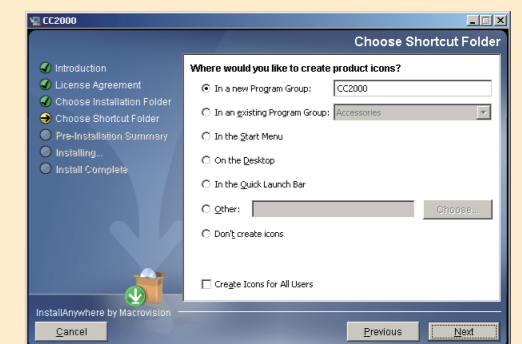 CC2000
Choose Shortcut Folder
Introduction
License Agreement
Choose Installation Folder
Choose Shortcut Folder
Pre-Installation Summary
Installing...
Install Complete
Where would you like to create product icons?
In a new Program Group: CC2000
In an existing Program Group: Accessories
In the Start Menu
On the Desktop
In the Quick Launch Bar
Other: Choose...
Don't create icons
Create Icons for All Users
InstallAnywhere by Macrovision
Cancel Previous Next